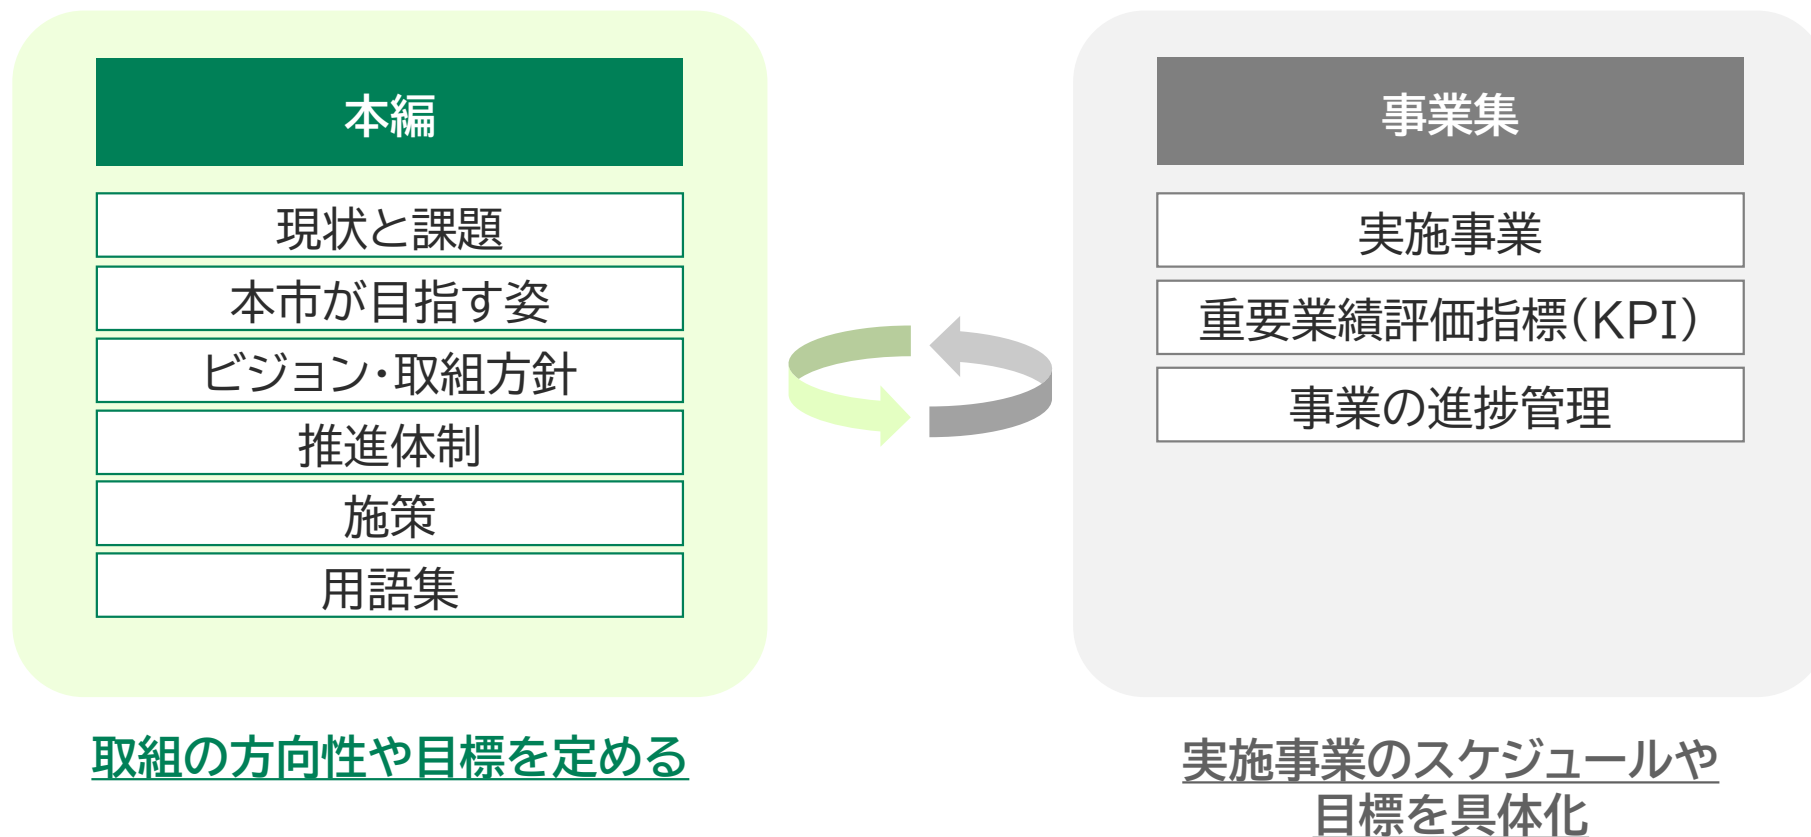 本編
現状と課題
本市が目指す姿
ビジョン・取組方針
推進体制
施策
用語集
取組の方向性や目標を定める
事業集
実施事業
重要業績評価指標(KPI)
事業の進捗管理
実施事業のスケジュールや
目標を具体化